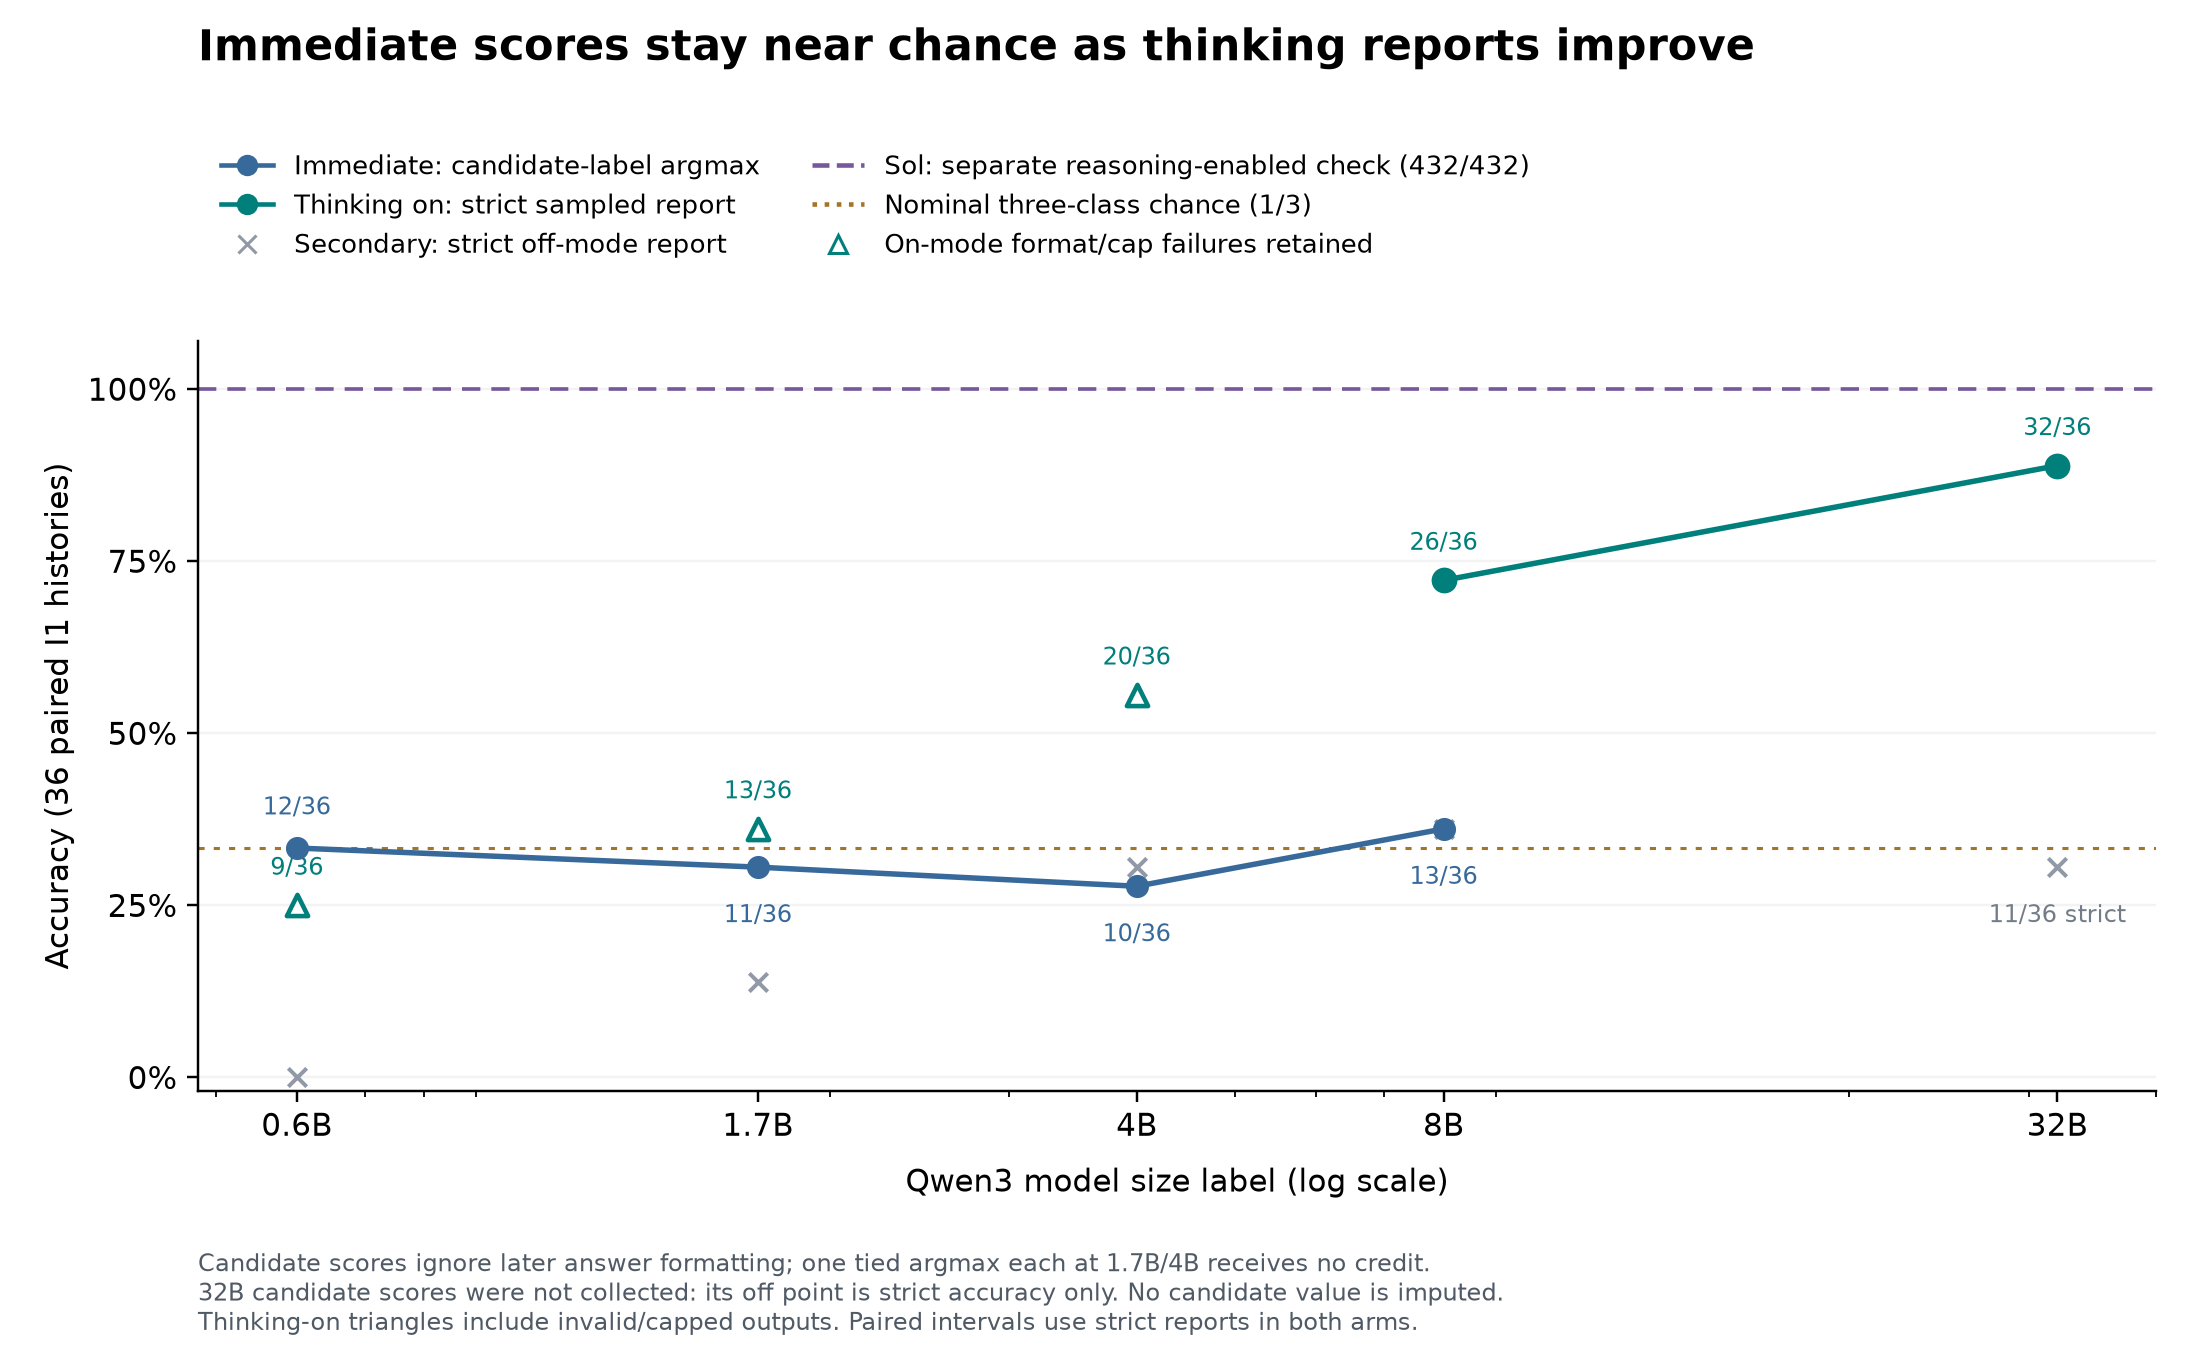 Immediate scores stay near chance as thinking reports improve
Immediate: candidate-label argmax
Thinking on: strict sampled report
Secondary: strict off-mode report
Sol: separate reasoning-enabled check (432/432)
Nominal three-class chance (1/3)
On-mode format/cap failures retained
Accuracy (36 paired I1 histories)
100%
75%
50%
25%
0%
12/36
9/36
13/36
11/36
20/36
10/36
26/36
13/36
32/36
11/36 strict
0.6B
1.7B
4B
8B
32B
Qwen3 model size label (log scale)
Candidate scores ignore later answer formatting; one tied argmax each at 1.7B/4B receives no credit.
32B candidate scores were not collected: its off point is strict accuracy only. No candidate value is imputed.
Thinking-on triangles include invalid/capped outputs. Paired intervals use strict reports in both arms.